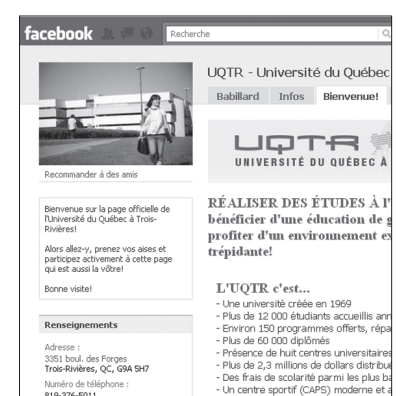 facebook
Recherche
UQTR - Université du Québec
Babillard Infos Bienvenue!
UQTR
UNIVERSITÉ DU QUÉBEC À
Recommander à des amis
Bienvenue sur la page officielle de
l'Université du Québec à Trois-
Rivières!
Alors allez-y, prenez vos aises et
participez activement à cette page
qui est aussi la vôtre!
Bonne visite!
Renseignements
Adresse :
3351 boul. des Forges
Trois-Rivières, QC, G9A 5H7
Numéro de téléphone :
819-376-5011
RÉALISER DES ÉTUDES À l'
bénéficier d'une éducation de g
profiter d'un environnement ex
trépidante!
L'UQTR c'est...
- Une université créée en 1969
- Plus de 12 000 étudiants accueillis ann
- Environ 150 programmes offerts, répa
- Plus de 60 000 diplômés
- Présence de huit centres universitaires
- Plus de 2,3 millions de dollars distribue
- Des frais de scolarité parmi les plus ba
- Un centre sportif (CAPS) moderne et a